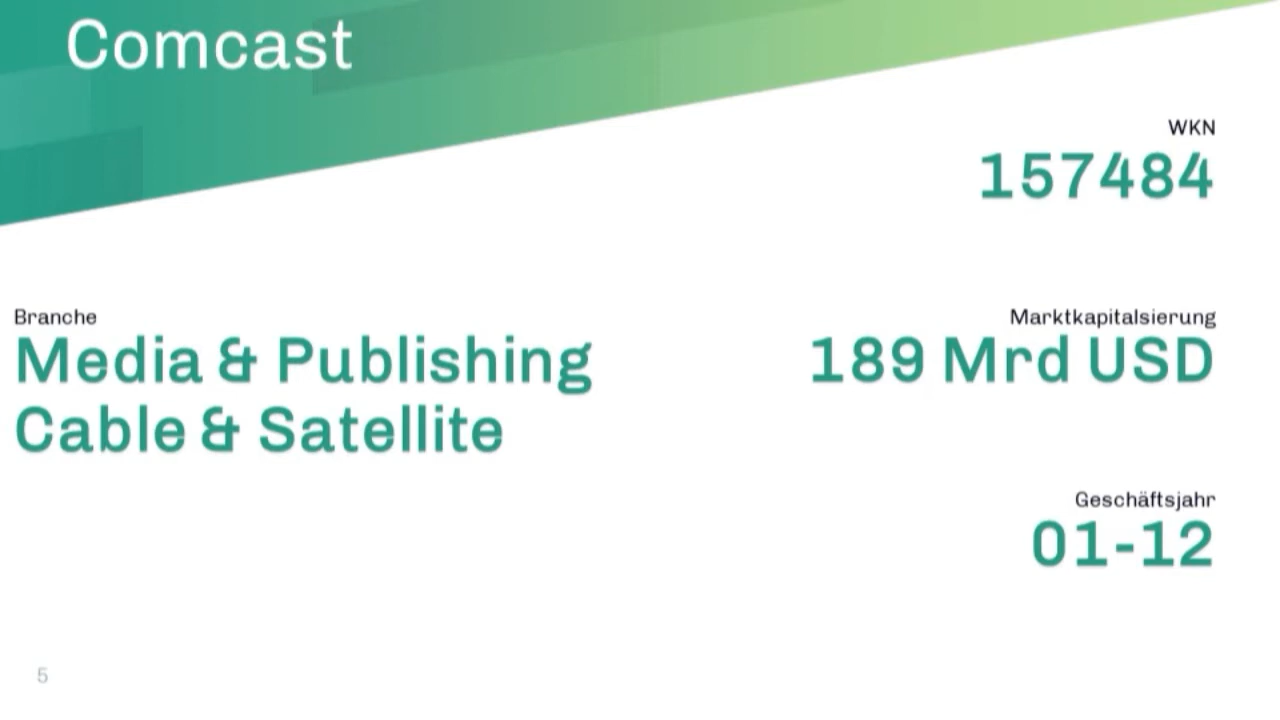 Comcast
WKN
157484
Branche
Media & Publishing
Cable & Satellite
Marktkapitalsierung
189 Mrd USD
Geschäftsjahr
01-12
5